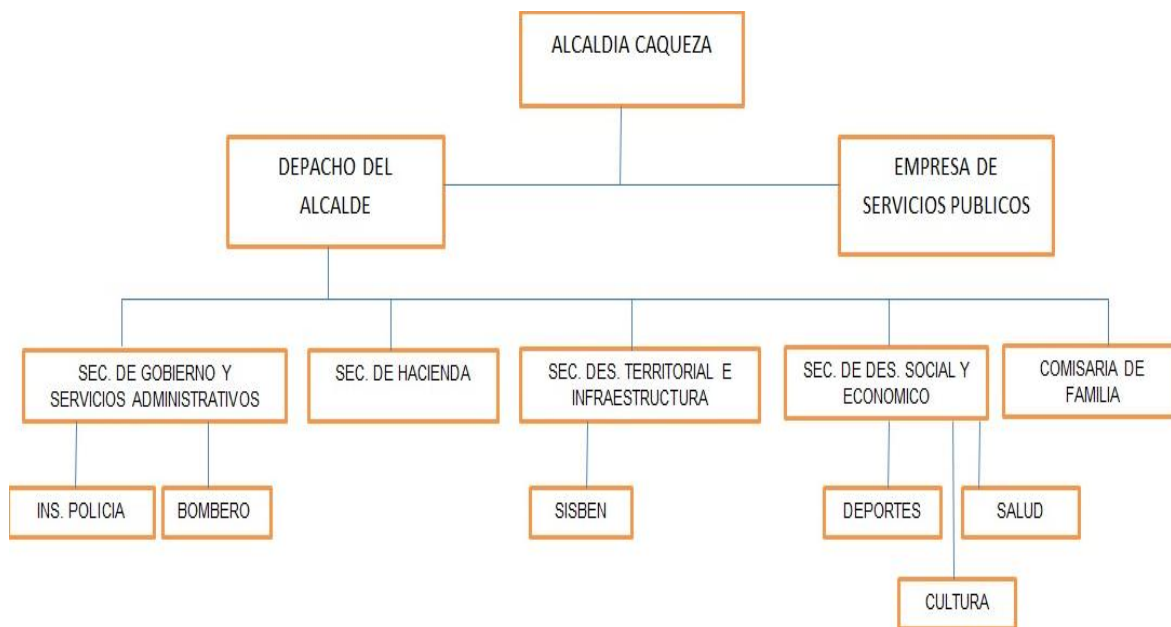 ALCALDIA CAQUEZA
DEPACHO DEL
ALCALDE
EMPRESA DE
SERVICIOS PUBLICOS
SEC. DE GOBIERNO Y
SERVICIOS ADMINISTRATIVOS
SEC. DE HACIENDA
SEC. DES. TERRITORIAL E
INFRAESTRUCTURA
SEC. DE DES. SOCIAL Y
ECONOMICO
COMISARIA DE
FAMILIA
INS. POLICIA
BOMBERO
SISBEN
DEPORTES
SALUD
CULTURA